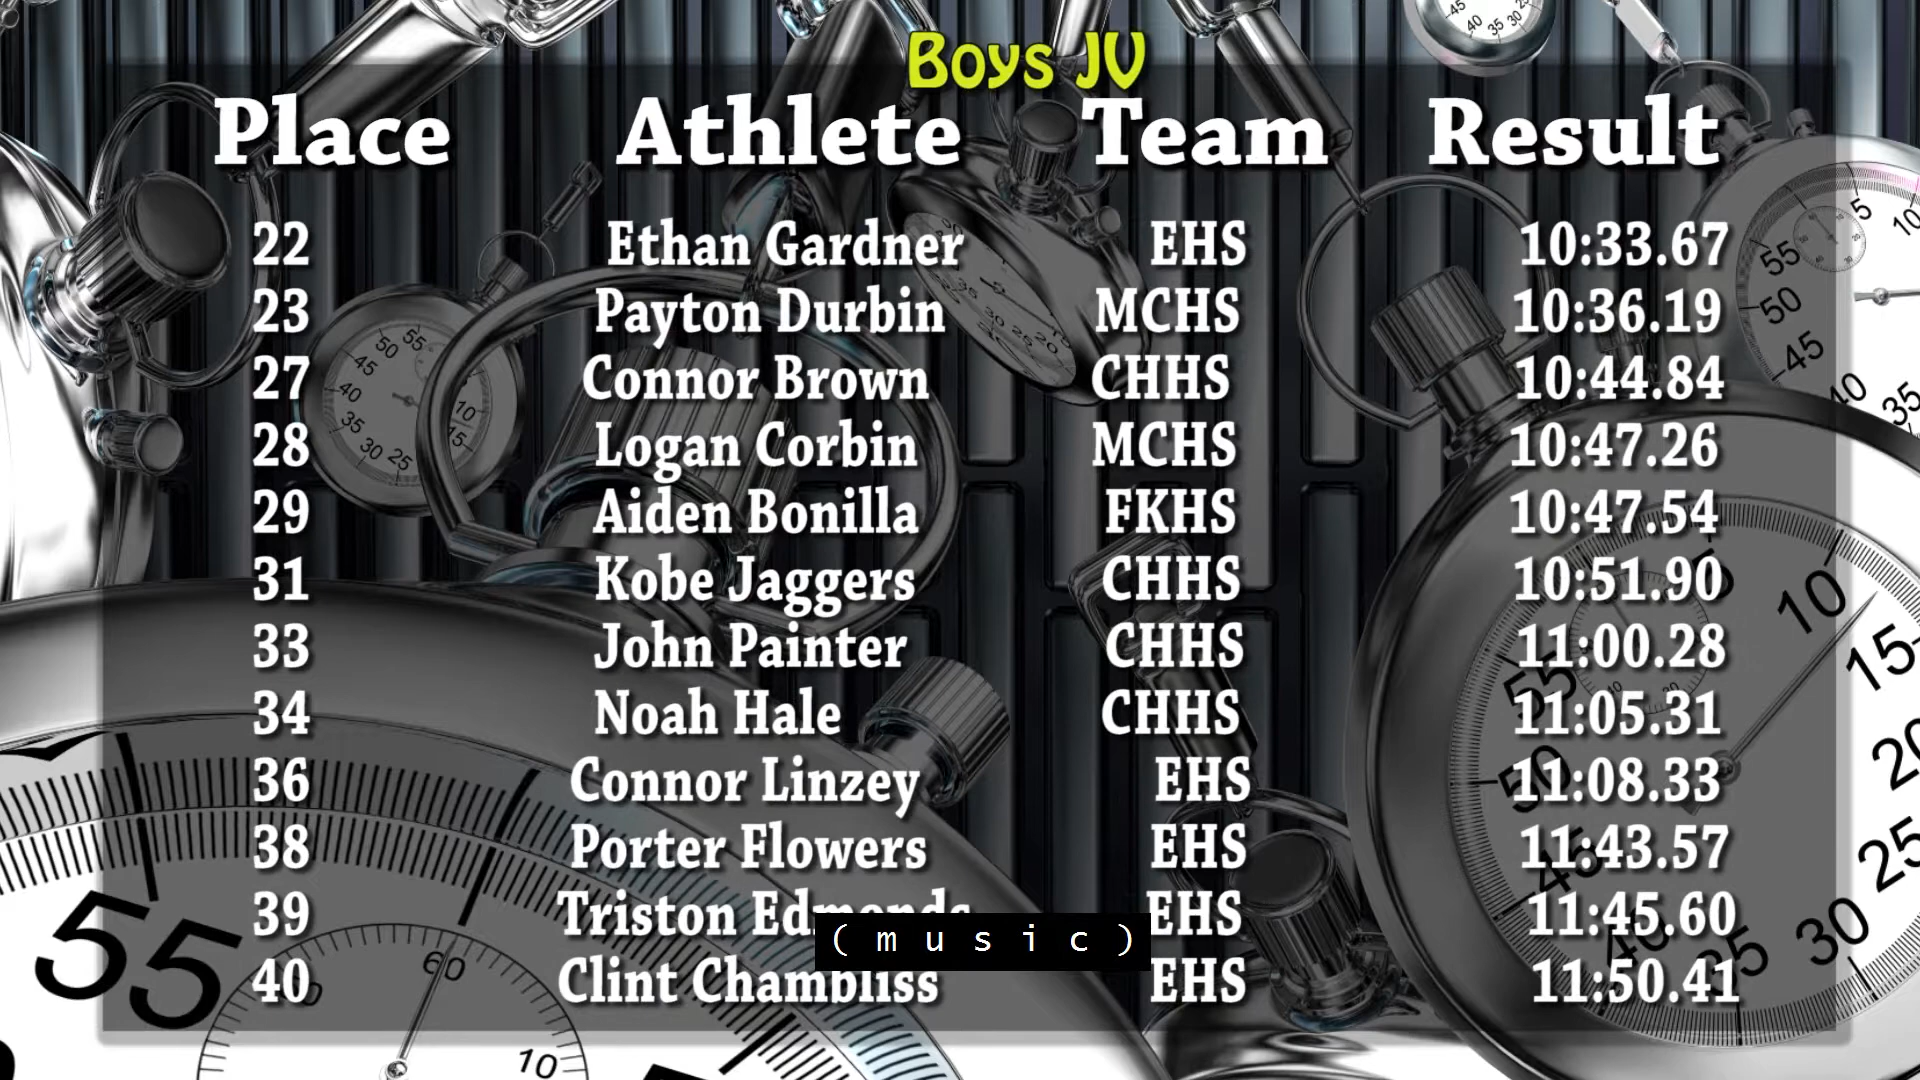 Boys JV
Place Athlete Team Result
22 Ethan Gardner EHS 10:33.67
23 Payton Durbin MCHS 10:36.19
27 Connor Brown CHHS 10:44.84
28 Logan Corbin MCHS 10:47.26
29 Aiden Bonilla FKHS 10:47.54
31 Kobe Jaggers CHHS 10:51.90
33 John Painter CHHS 11:00.28
34 Noah Hale CHHS 11:05.31
36 Connor Linzey EHS 11:08.33
38 Porter Flowers EHS 11:43.57
39 Triston Edmonds EHS 11:45.60
(music)
40 Clint Chambliss EHS 11:50.41